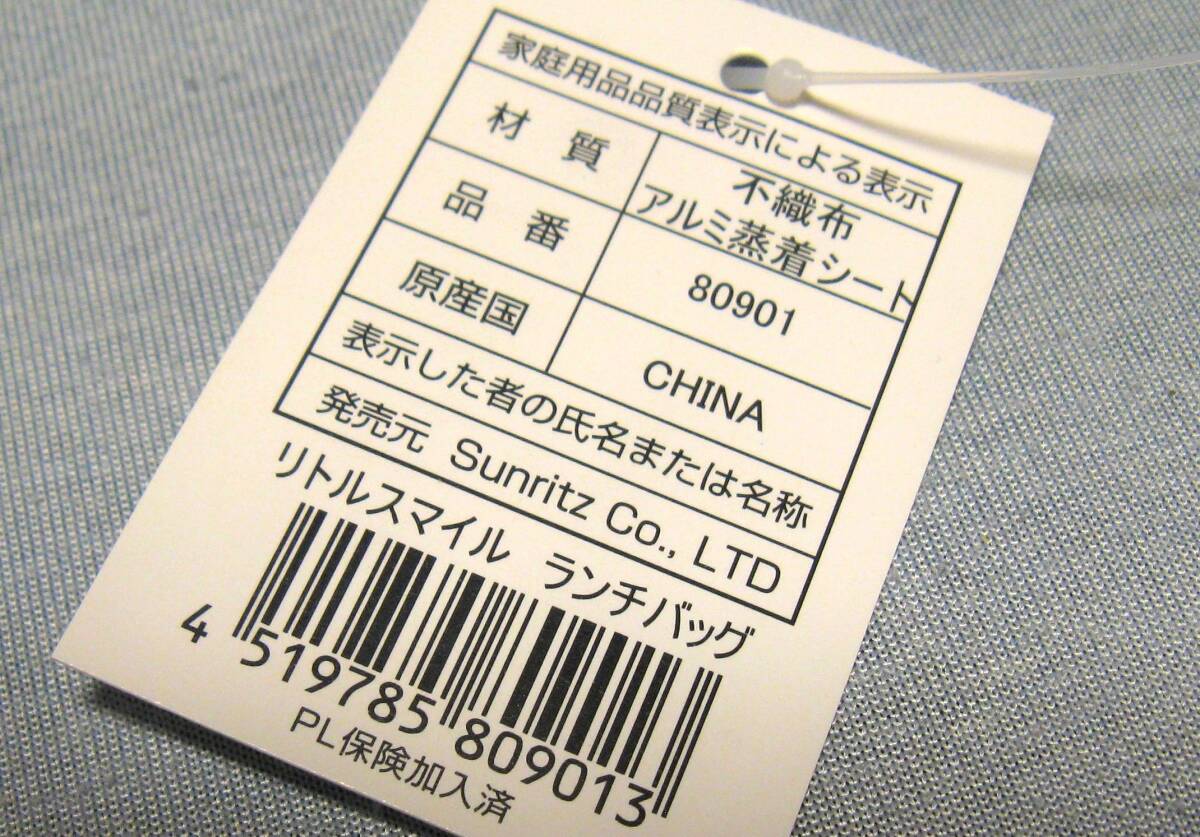 家庭用品品質表示による表示
材 質 不織布
アルミ蒸着シート
品 番 80901
原産国 CHINA
表示した者の氏名または名称
発売元 Sunritz Co., LTD
リトルスマイル ランチバッグ
4 519785 809013
PL保険加入済